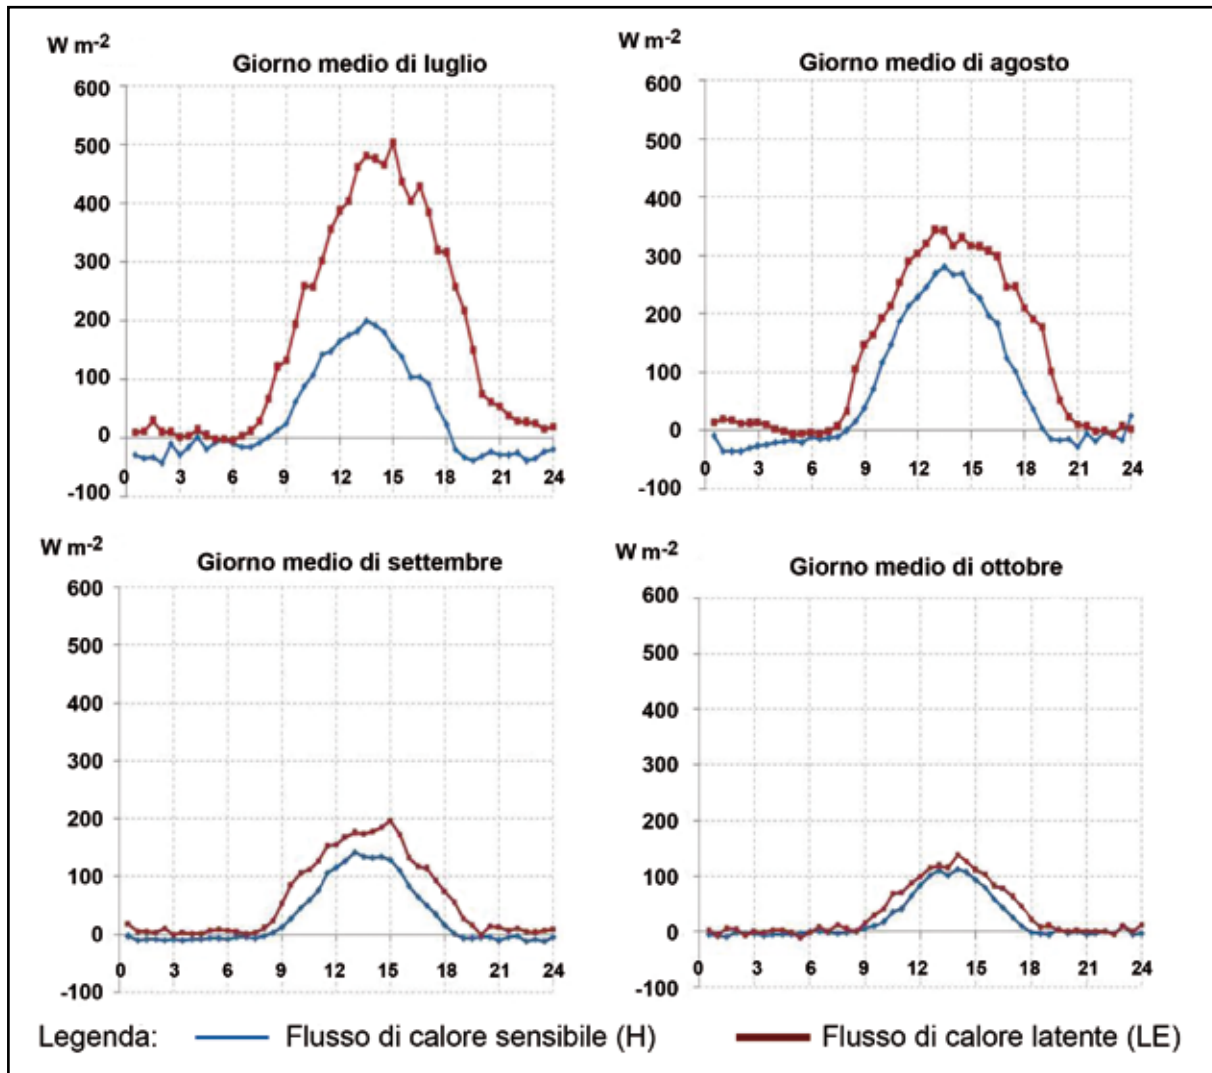 W m-2
Giorno medio di luglio
600
500
400
300
200
100
0
-100
0 3 6 9 12 15 18 21 24
W m-2
Giorno medio di agosto
600
500
400
300
200
100
0
-100
0 3 6 9 12 15 18 21 24
W m-2
Giorno medio di settembre
600
500
400
300
200
100
0
-100
0 3 6 9 12 15 18 21 24
W m-2
Giorno medio di ottobre
600
500
400
300
200
100
0
-100
0 3 6 9 12 15 18 21 24
Legenda: Flusso di calore sensibile (H) Flusso di calore latente (LE)